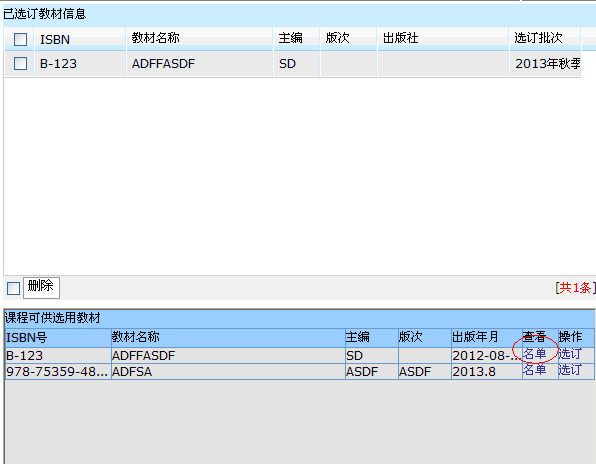 已选订教材信息
ISBN 教材名称 主编 版次 出版社 选订批次
B-123 ADFFASDF SD 2013年秋季
删除 [共1条]
课程可供选用教材
ISBN号 教材名称 主编 版次 出版年月 查看 操作
B-123 ADFFASDF SD 2012-08-... 名单 选订
978-75359-48... ADFSA ASDF ASDF 2013.8 名单 选订